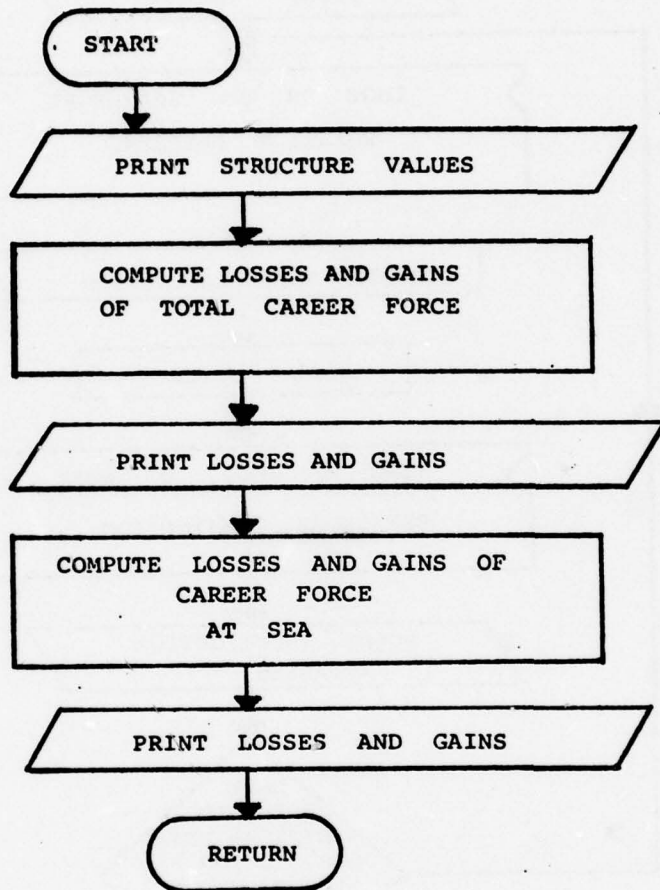 START
PRINT STRUCTURE VALUES
COMPUTE LOSSES AND GAINS
OF TOTAL CAREER FORCE
PRINT LOSSES AND GAINS
COMPUTE LOSSES AND GAINS OF
CAREER FORCE
AT SEA
PRINT LOSSES AND GAINS
RETURN